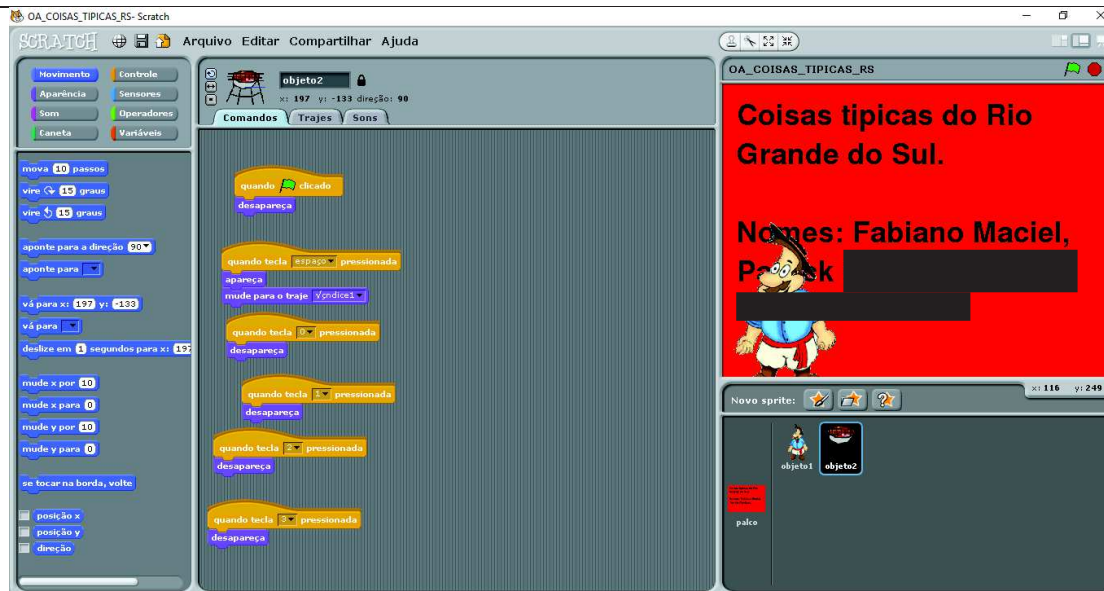 OA_COISAS_TIPICAS_RS- Scratch
SCRATCH Arquivo Editar Compartilhar Ajuda
Movimento Controle
Aparência Sensores
Som Operadores
Caneta Variáveis
mova 10 passos
vire 15 graus
vire 15 graus
aponte para a direção 90
aponte para
vá para x: 197 y: -133
vá para
deslize em 1 segundos para x: 197
mude x por 10
mude x para 0
mude y por 10
mude y para 0
se tocar na borda, volte
posição x
posição y
direção
objeto2
x: 197 y: -133 direção: 90
Comandos Trajes Sons
quando clicado
desapareça
quando tecla espaço pressionada
apareça
mude para o traje
quando tecla 0 pressionada
desapareça
quando tecla 1 pressionada
desapareça
quando tecla 2 pressionada
desapareça
quando tecla 3 pressionada
desapareça
OA_COISAS_TIPICAS_RS
Coisas tipicas do Rio
Grande do Sul.
Nomes: Fabiano Maciel,
x: 116 y: 249
Novo sprite:
objeto1 objeto2
palco